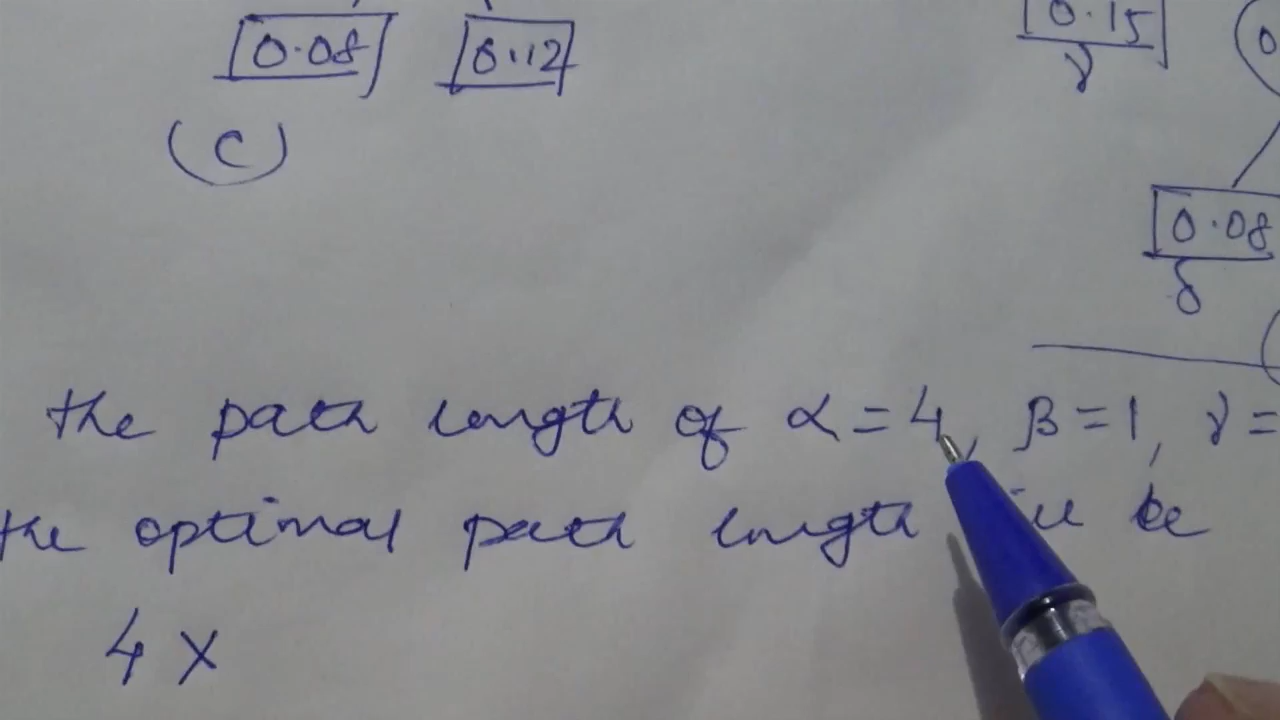 0.08 0.12 0.15
γ
(C)
0.08
δ
the path length of α = 4, β = 1, γ =
the optimal path length be
4 ×